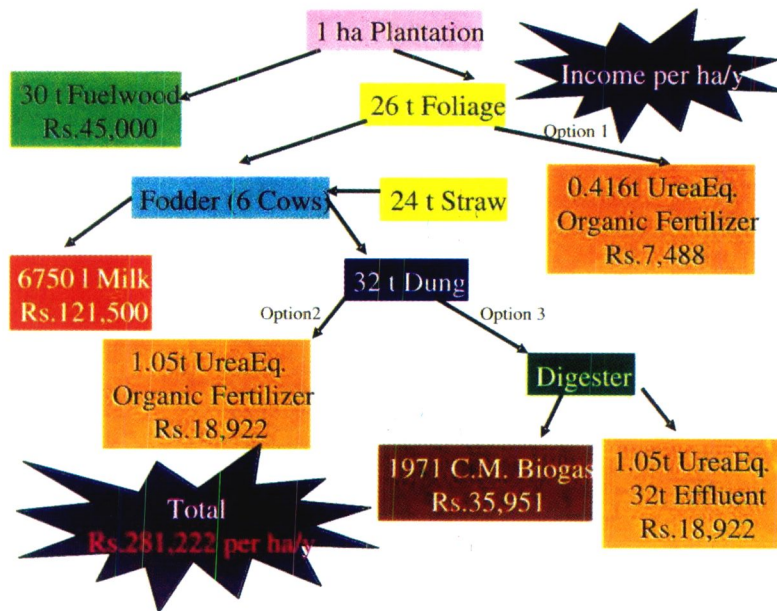 1 ha Plantation
Income per ha/y
30 t Fuelwood
Rs.45,000
26 t Foliage
Option 1
Fodder (6 Cows)
24 t Straw
0.416t UreaEq.
Organic Fertilizer
Rs.7,488
6750 l Milk
Rs.121,500
32 t Dung
Option2
Option 3
1.05t UreaEq.
Organic Fertilizer
Rs.18,922
Digester
1971 C.M. Biogas
Rs.35,951
1.05t UreaEq.
32t Effluent
Rs.18,922
Total
Rs.281,222 per ha/y